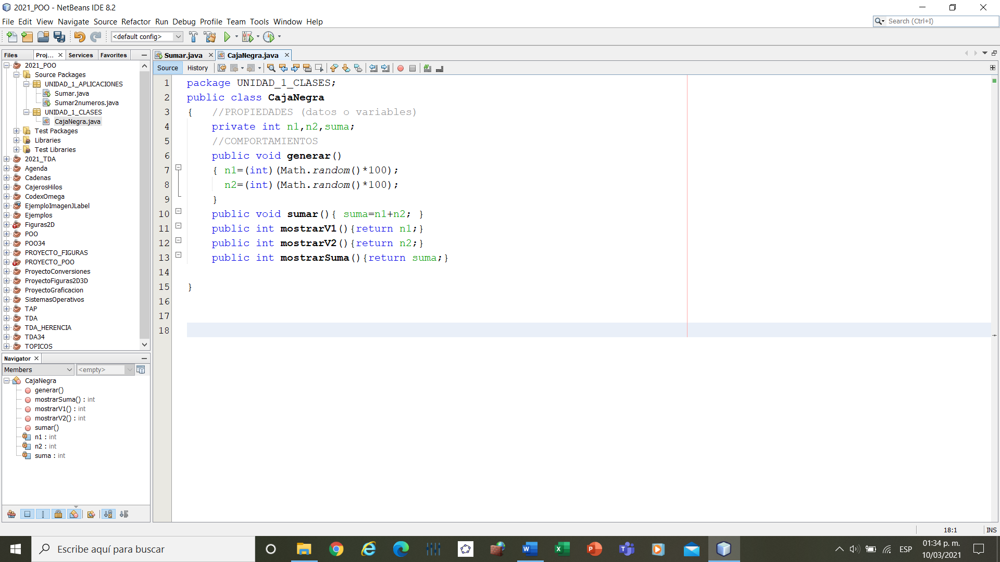 2021_POO - NetBeans IDE 8.2
File Edit View Navigate Source Refactor Run Debug Profile Team Tools Window Help
Search (Ctrl+I)
<default config>
Files Proj... Services Favorites
Sumar.java CajaNegra.java
Source History
2021_POO
Source Packages
UNIDAD_1_APLICACIONES
Sumar.java
Sumar2numeros.java
UNIDAD_1_CLASES
CajaNegra.java
Test Packages
Libraries
Test Libraries
2021_TDA
Agenda
Cadenas
CajerosHilos
CodexOmega
EjemploImagenJLabel
Ejemplos
Figuras2D
POO
POO34
PROYECTO_FIGURAS
PROYECTO_POO
ProyectoConversiones
ProyectoFiguras2D3D
ProyectoGraficacion
SistemasOperativos
TAP
TDA
TDA_HERENCIA
TDA34
TOPICOS
1 package UNIDAD_1_CLASES;
2 public class CajaNegra
3 { //PROPIEDADES (datos o variables)
4 private int n1,n2,suma;
5 //COMPORTAMIENTOS
6 public void generar()
7 { n1=(int)(Math.random()*100);
8 n2=(int)(Math.random()*100);
9 }
10 public void sumar(){ suma=n1+n2; }
11 public int mostrarV1(){return n1;}
12 public int mostrarV2(){return n2;}
13 public int mostrarSuma(){return suma;}
14
15 }
16
17
18
Navigator
Members <empty>
CajaNegra
generar()
mostrarSuma() : int
mostrarV1() : int
mostrarV2() : int
sumar()
n1 : int
n2 : int
suma : int
18:1 INS
Escribe aquí para buscar
ESP
01:34 p. m.
10/03/2021